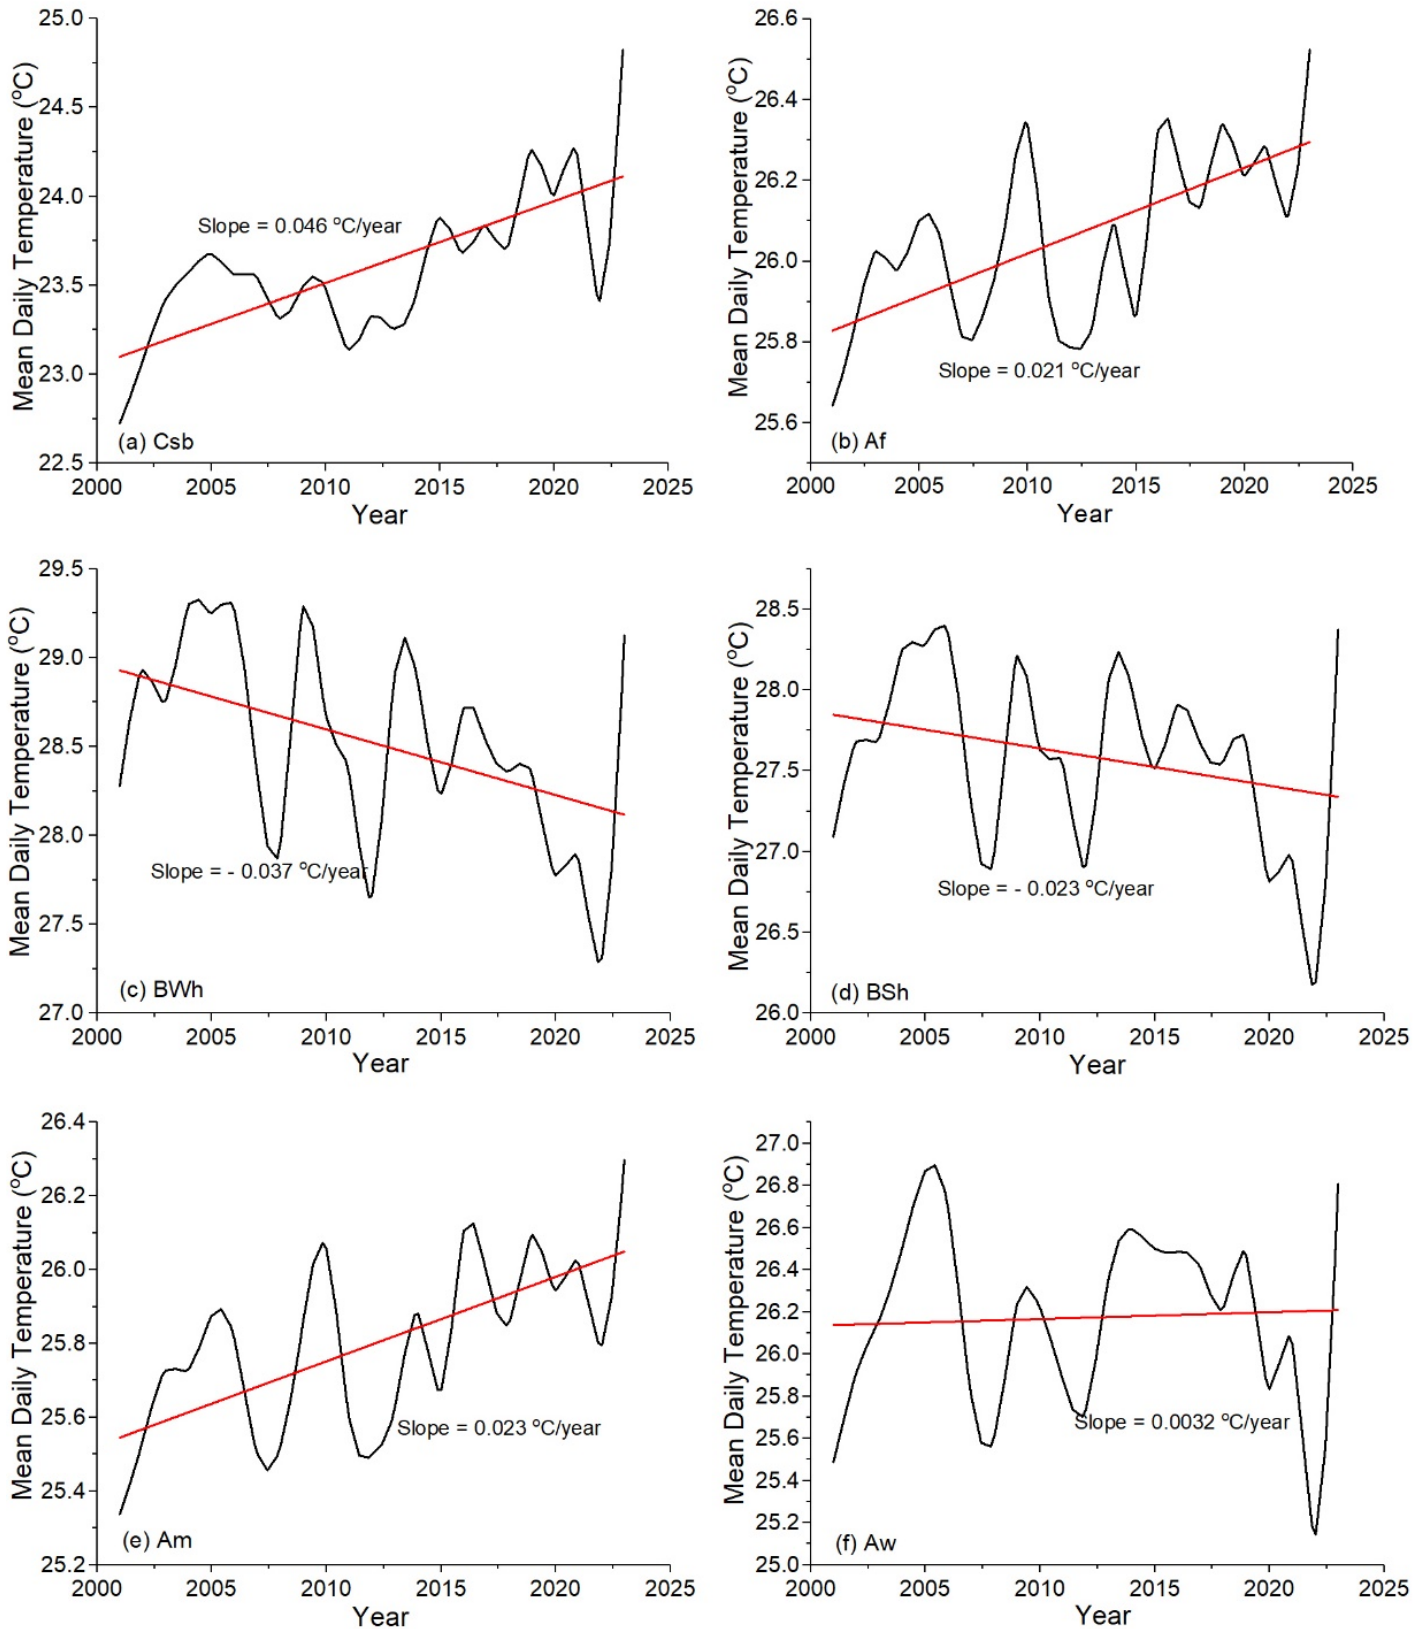 25.0
24.5
24.0
23.5
23.0
22.5
Mean Daily Temperature (°C)
Slope = 0.046 °C/year
(a) Csb
2000 2005 2010 2015 2020 2025
Year
26.6
26.4
26.2
26.0
25.8
25.6
Mean Daily Temperature (°C)
Slope = 0.021 °C/year
(b) Af
2000 2005 2010 2015 2020 2025
Year
29.5
29.0
28.5
28.0
27.5
27.0
Mean Daily Temperature (°C)
Slope = - 0.037 °C/year
(c) BWh
2000 2005 2010 2015 2020 2025
Year
28.5
28.0
27.5
27.0
26.5
26.0
Mean Daily Temperature (°C)
Slope = - 0.023 °C/year
(d) BSh
2000 2005 2010 2015 2020 2025
Year
26.4
26.2
26.0
25.8
25.6
25.4
25.2
Mean Daily Temperature (°C)
Slope = 0.023 °C/year
(e) Am
2000 2005 2010 2015 2020 2025
Year
27.0
26.8
26.6
26.4
26.2
26.0
25.8
25.6
25.4
25.2
25.0
Mean Daily Temperature (°C)
Slope = 0.0032 °C/year
(f) Aw
2000 2005 2010 2015 2020 2025
Year